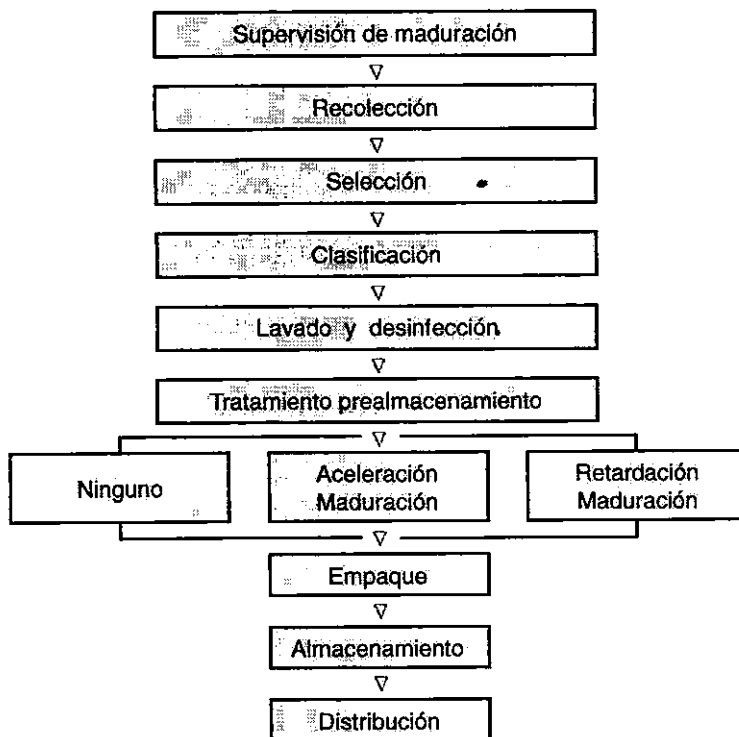 Supervisión de maduración
Recolección
Selección
Clasificación
Lavado y desinfección
Tratamiento prealmacenamiento
Ninguno
Aceleración
Maduración
Retardación
Maduración
Empaque
Almacenamiento
Distribución